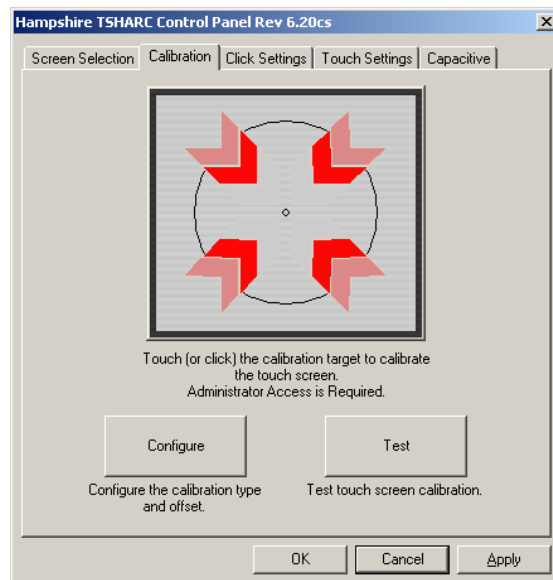 Hampshire TSHARC Control Panel Rev 6.20cs
Screen Selection Calibration Click Settings Touch Settings Capacitive
Touch (or click) the calibration target to calibrate
the touch screen.
Administrator Access is Required.
Configure Test
Configure the calibration type Test touch screen calibration.
and offset.
OK Cancel Apply